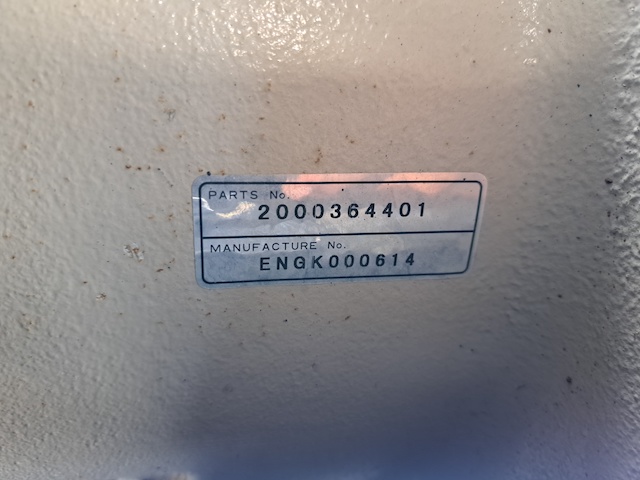 PARTS No.
2000364401
MANUFACTURE No.
ENGK000614